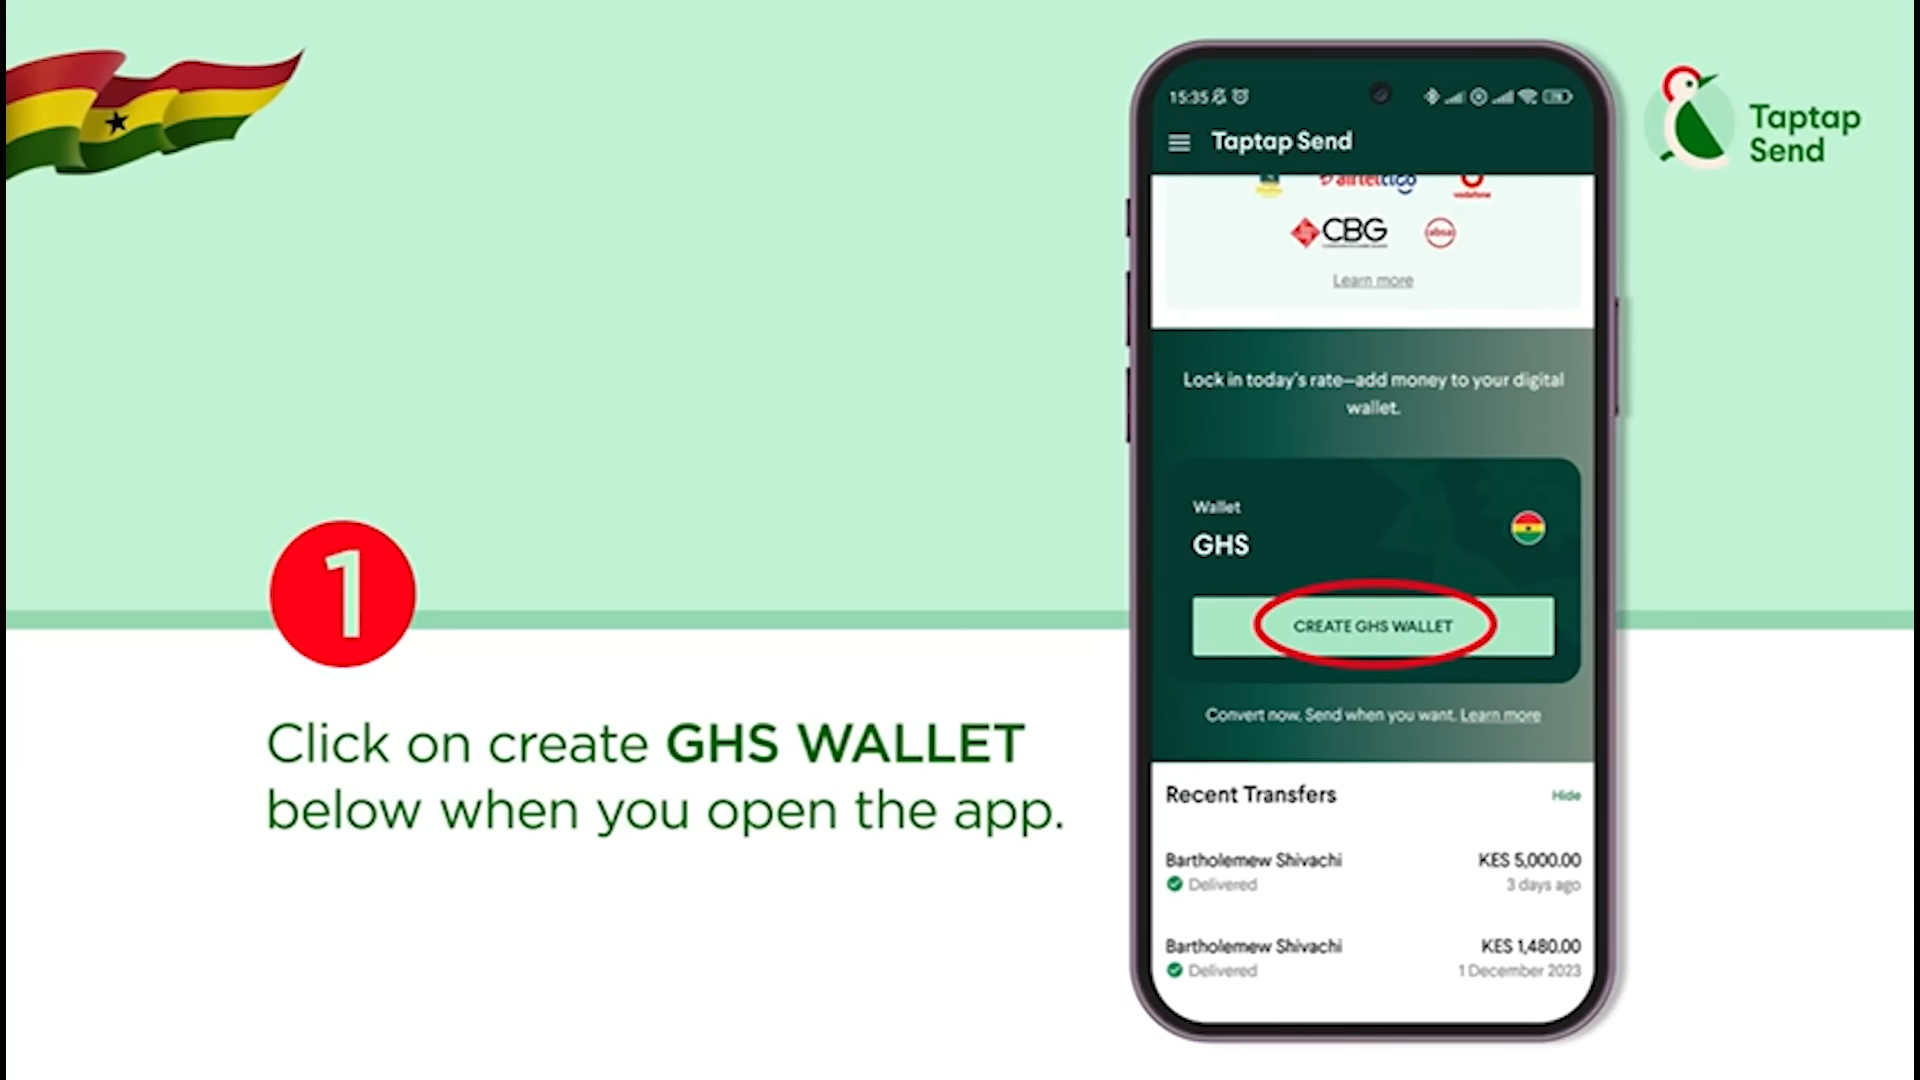 1
Click on create GHS WALLET
below when you open the app.
15:35
Taptap Send
airteltigo
vodafone
CBG
absa
Learn more
Lock in today's rate—add money to your digital
wallet.
Wallet
GHS
CREATE GHS WALLET
Convert now. Send when you want. Learn more
Recent Transfers
Hide
Bartholemew Shivachi
KES 5,000.00
Delivered
3 days ago
Bartholemew Shivachi
KES 1,480.00
Delivered
1 December 2023
Taptap
Send